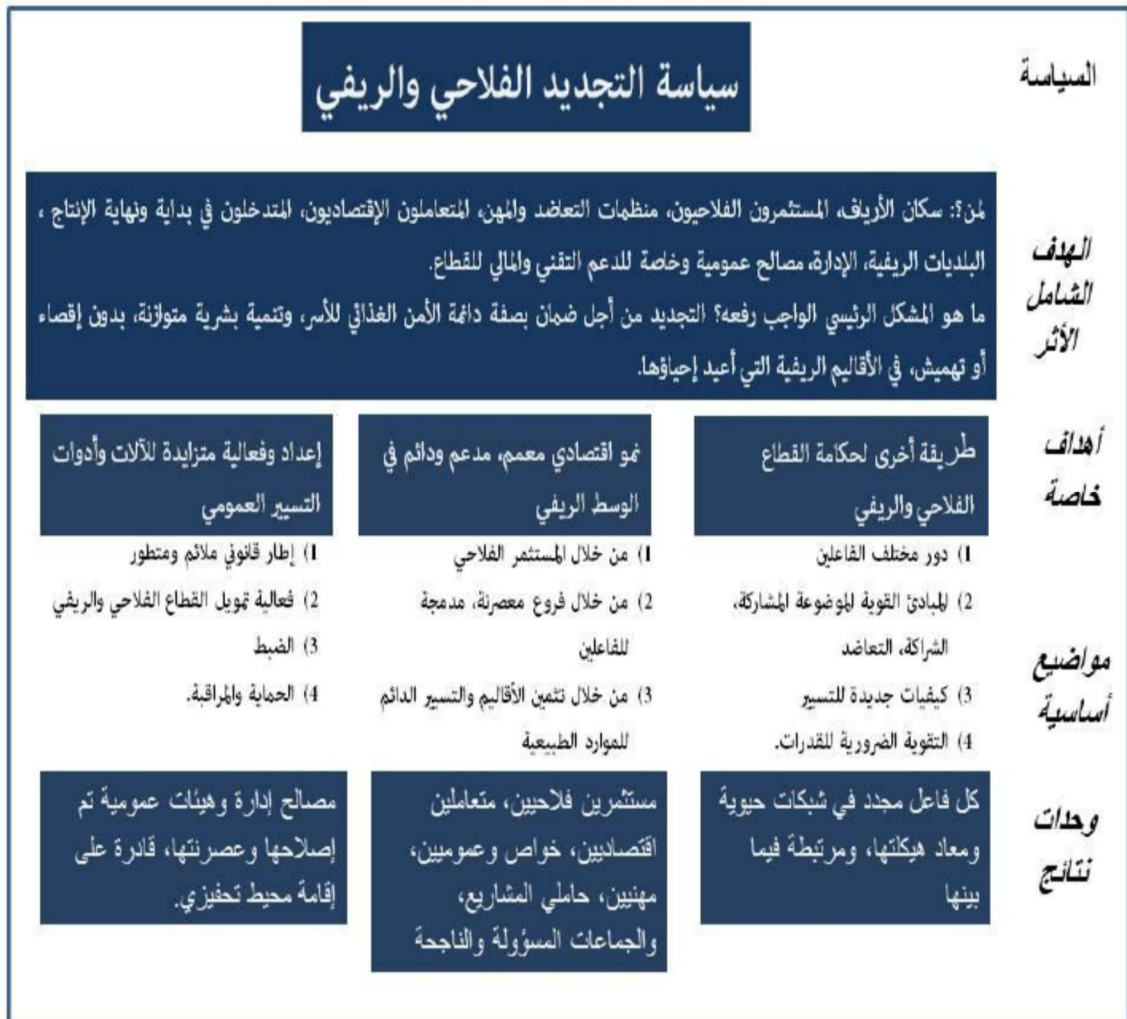 السياسة
سياسة التجديد الفلاحي والريفي
الهدف
الشامل
الأثر
لمن؟: سكان الأرياف، المستثمرون الفلاحيون، منظمات التعاضد والمهن، المتعاملون الإقتصاديون، المتدخلون في بداية ونهاية الإنتاج ،
البلديات الريفية، الإدارة، مصالح عمومية وخاصة للدعم التقني والمالي للقطاع.
ما هو المشكل الرئيسي الواجب رفعه؟ التجديد من أجل ضمان بصفة دائمة الأمن الغذائي للأسر، وتنمية بشرية متوازنة، بدون إقصاء
أو تهميش، في الأقاليم الريفية التي أعيد إحياؤها.
أهداف
خاصة
طريقة أخرى لحكامة القطاع
الفلاحي والريفي
نمو اقتصادي معمم، مدعم ودائم في
الوسط الريفي
إعداد وفعالية متزايدة للآلات وأدوات
التسيير العمومي
مواضيع
أساسية
1) دور مختلف الفاعلين
2) المبادئ القوية الموضوعة المشاركة،
الشراكة، التعاضد
3) كيفيات جديدة للتسيير
4) التقوية الضرورية للقدرات.
1) من خلال المستثمر الفلاحي
2) من خلال فروع معصرنة، مدمجة
للفاعلين
3) من خلال تثمين الأقاليم والتسيير الدائم
للموارد الطبيعية
1) إطار قانوني ملائم ومتطور
2) فعالية تمويل القطاع الفلاحي والريفي
3) الضبط
4) الحماية والمراقبة.
وحدات
نتائج
كل فاعل مجدد في شبكات حيوية
ومعاد هيكلتها، ومرتبطة فيما
بينها
مستثمرين فلاحيين، متعاملين
اقتصاديين، خواص وعموميين،
مهنيين، حاملي المشاريع،
والجماعات المسؤولة والناجحة
مصالح إدارة وهيئات عمومية تم
إصلاحها وعصرنتها، قادرة على
إقامة محيط تحفيزي.